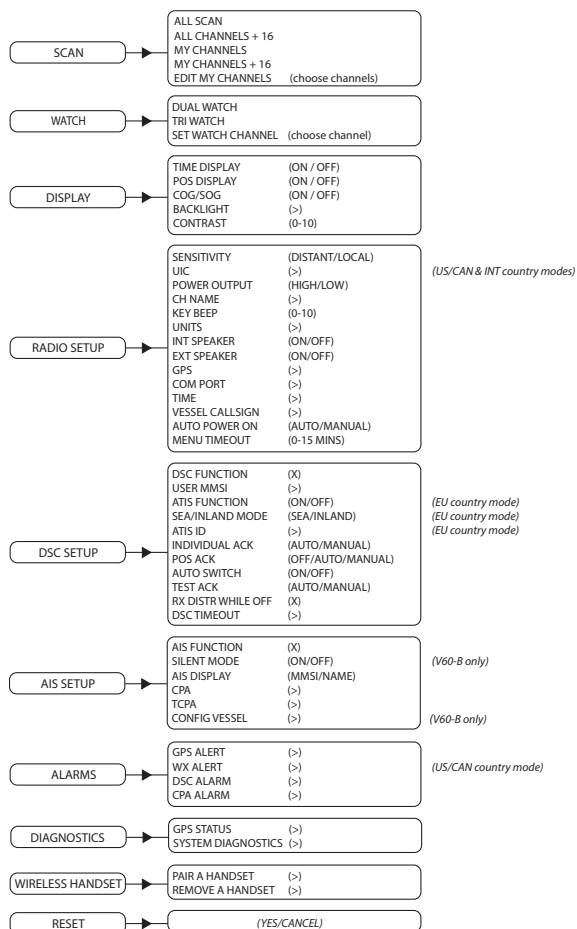 SCAN
ALL SCAN
ALL CHANNELS + 16
MY CHANNELS
MY CHANNELS + 16
EDIT MY CHANNELS (choose channels)
WATCH
DUAL WATCH
TRI WATCH
SET WATCH CHANNEL (choose channel)
DISPLAY
TIME DISPLAY (ON / OFF)
POS DISPLAY (ON / OFF)
COG/SOG (ON / OFF)
BACKLIGHT (>)
CONTRAST (0-10)
RADIO SETUP
SENSITIVITY (DISTANT/LOCAL)
UIC (>) (US/CAN & INT country modes)
POWER OUTPUT (HIGH/LOW)
CH NAME (>)
KEY BEEP (0-10)
UNITS (>)
INT SPEAKER (ON/OFF)
EXT SPEAKER (ON/OFF)
GPS (>)
COM PORT (>)
TIME (>)
VESSEL CALLSIGN (>)
AUTO POWER ON (AUTO/MANUAL)
MENU TIMEOUT (0-15 MINS)
DSC SETUP
DSC FUNCTION (X)
USER MMSI (>)
ATIS FUNCTION (ON/OFF) (EU country mode)
SEA/INLAND MODE (SEA/INLAND) (EU country mode)
ATIS ID (>) (EU country mode)
INDIVIDUAL ACK (AUTO/MANUAL)
POS ACK (OFF/AUTO/MANUAL)
AUTO SWITCH (ON/OFF)
TEST ACK (AUTO/MANUAL)
RX DISTR WHILE OFF (X)
DSC TIMEOUT (>)
AIS SETUP
AIS FUNCTION (X)
SILENT MODE (ON/OFF) (V60-B only)
AIS DISPLAY (MMSI/NAME)
CPA (>)
TCPA (>)
CONFIG VESSEL (>) (V60-B only)
ALARMS
GPS ALERT (>)
WX ALERT (>) (US/CAN country mode)
DSC ALARM (>)
CPA ALARM (>)
DIAGNOSTICS
GPS STATUS (>)
SYSTEM DIAGNOSTICS (>)
WIRELESS HANDSET
PAIR A HANDSET (>)
REMOVE A HANDSET (>)
RESET
(YES/CANCEL)